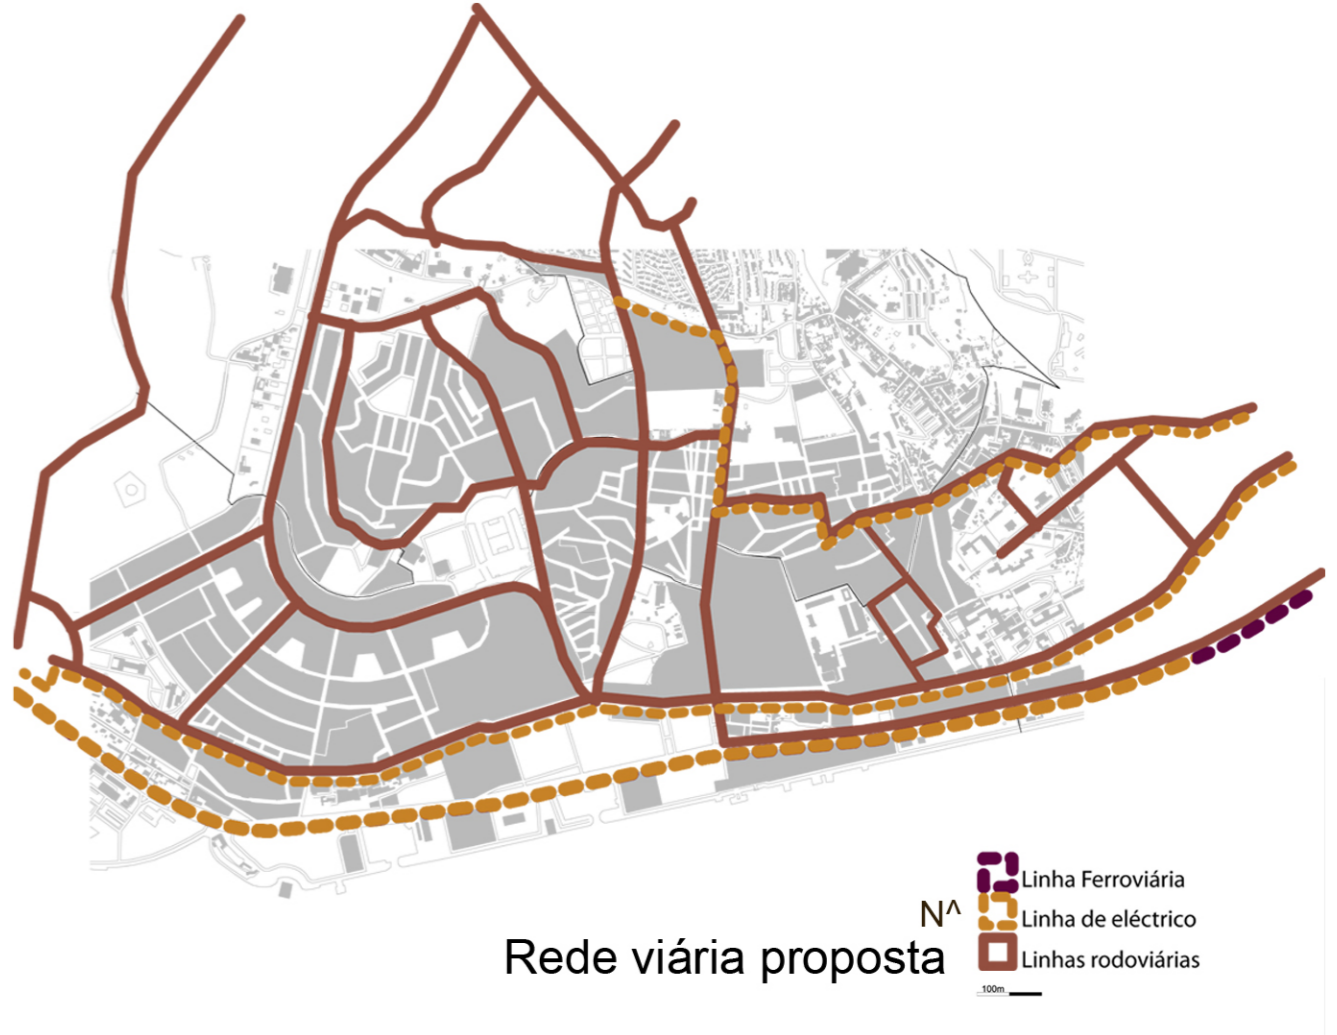 Linha Ferroviária
N^ Linha de eléctrico
Rede viária proposta Linhas rodoviárias
100m